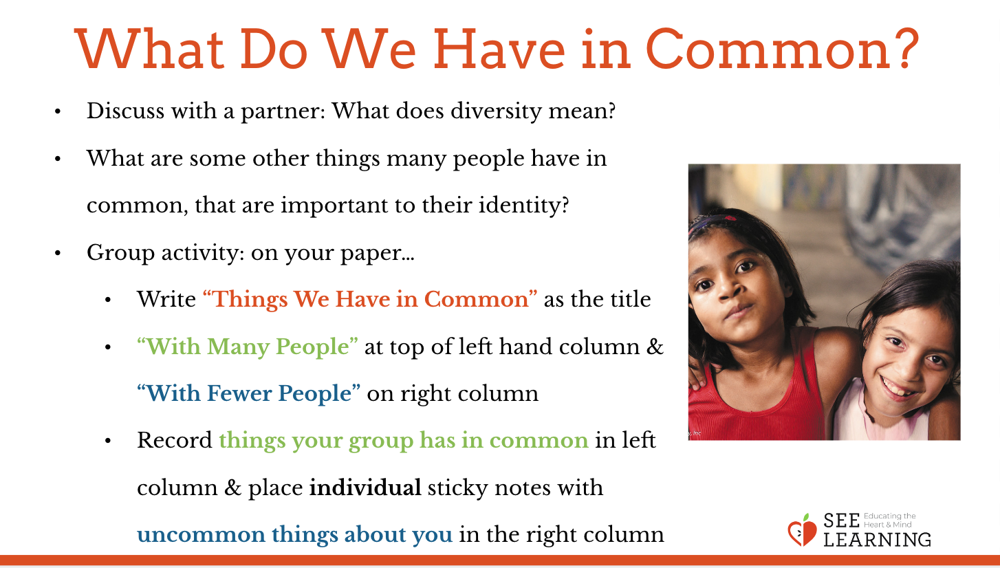 What Do We Have in Common?
• Discuss with a partner: What does diversity mean?
• What are some other things many people have in
common, that are important to their identity?
• Group activity: on your paper…
• Write “Things We Have in Common” as the title
• “With Many People” at top of left hand column &
“With Fewer People” on right column
• Record things your group has in common in left
column & place individual sticky notes with
uncommon things about you in the right column
y, Inc
SEE LEARNING
Educating the
Heart & Mind